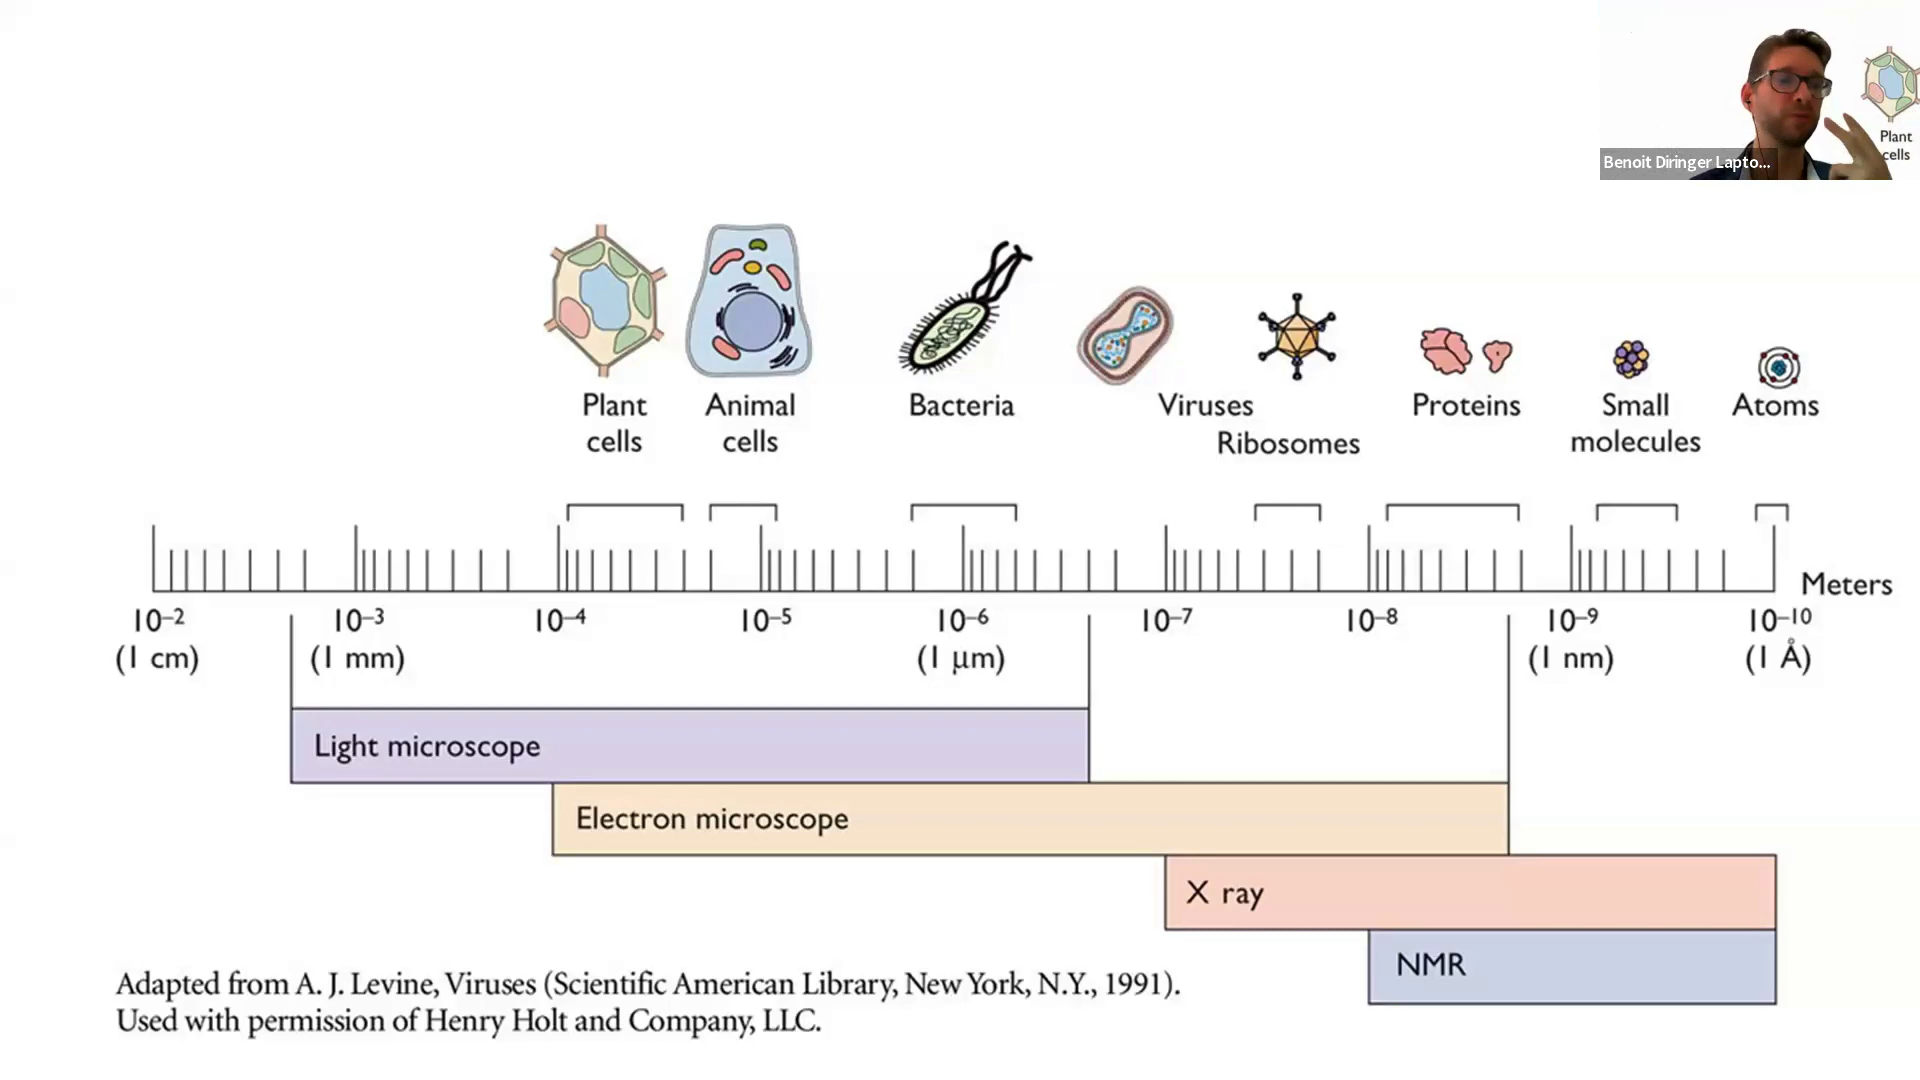 Plant
cells
Benoit Diringer Lapto...
Plant
cells
Animal
cells
Bacteria
Viruses
Ribosomes
Proteins
Small
molecules
Atoms
Meters
10–2
(1 cm)
10–3
(1 mm)
10–4
10–5
10–6
(1 μm)
10–7
10–8
10–9
(1 nm)
10–10
(1 Å)
Light microscope
Electron microscope
X ray
NMR
Adapted from A. J. Levine, Viruses (Scientific American Library, New York, N.Y., 1991).
Used with permission of Henry Holt and Company, LLC.